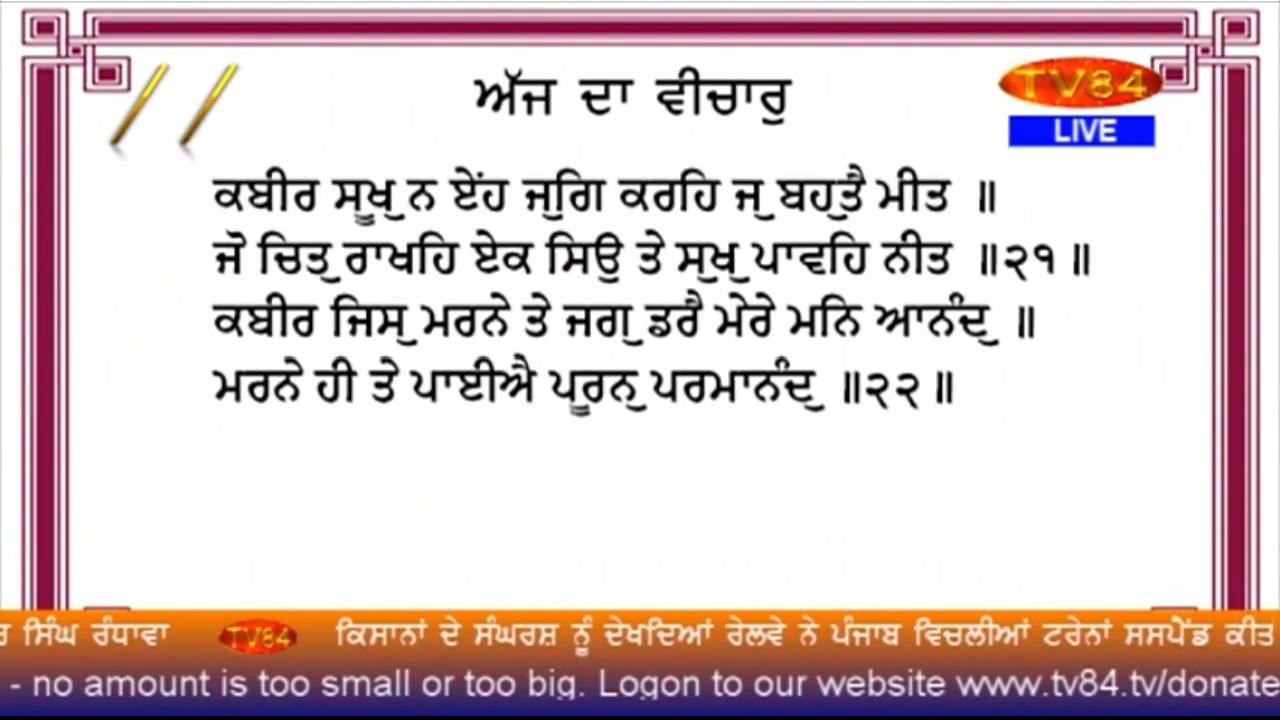 ਅੱਜ ਦਾ ਵੀਚਾਰੁ
TV84
LIVE
ਕਬੀਰ ਸੂਖੁ ਨ ਏਂਹ ਜੁਗਿ ਕਰਹਿ ਜੁ ਬਹੁਤੈ ਮੀਤ ॥
ਜੋ ਚਿਤੁ ਰਾਖਹਿ ਏਕ ਸਿਉ ਤੇ ਸੁਖੁ ਪਾਵਹਿ ਨੀਤ ॥੨੧॥
ਕਬੀਰ ਜਿਸੁ ਮਰਨੇ ਤੇ ਜਗੁ ਡਰੈ ਮੇਰੇ ਮਨਿ ਆਨੰਦੁ ॥
ਮਰਨੇ ਹੀ ਤੇ ਪਾਈਐ ਪੂਰਨੁ ਪਰਮਾਨੰਦੁ ॥੨੨॥
ਰ ਸਿੰਘ ਰੰਧਾਵਾ TV84 ਕਿਸਾਨਾਂ ਦੇ ਸੰਘਰਸ਼ ਨੂੰ ਦੇਖਦਿਆਂ ਰੇਲਵੇ ਨੇ ਪੰਜਾਬ ਵਿਚਲੀਆਂ ਟਰੇਨਾਂ ਸਸਪੈਂਡ ਕੀਤ
- no amount is too small or too big. Logon to our website www.tv84.tv/donate